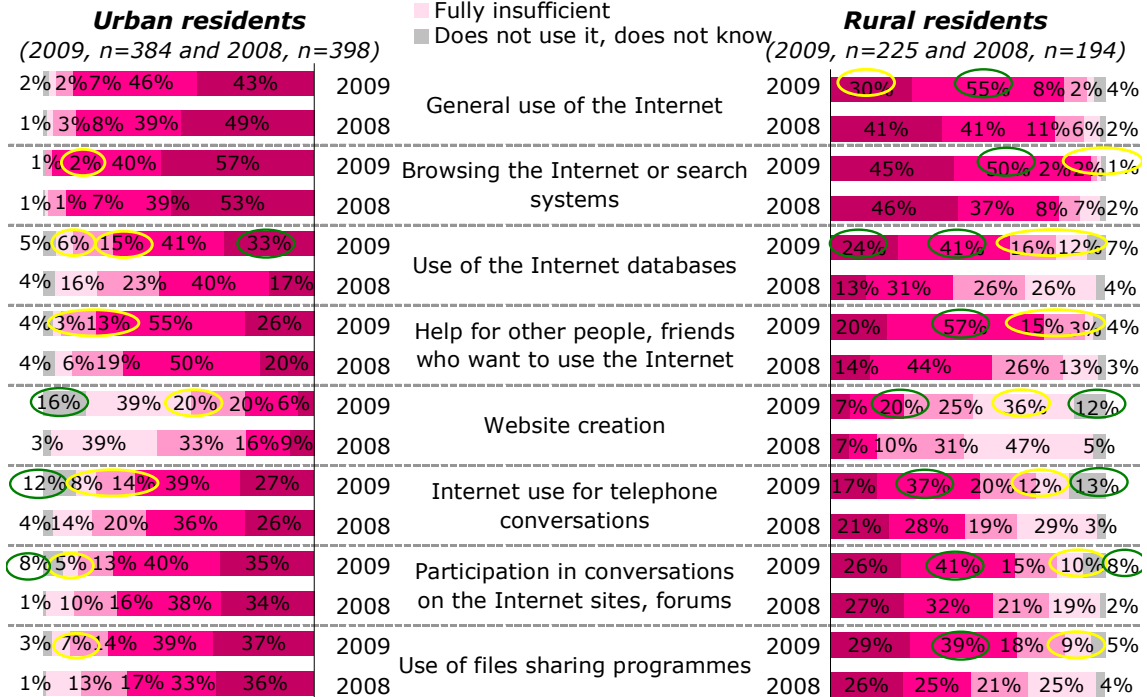 Urban residents
(2009, n=384 and 2008, n=398)
Fully insufficient
Does not use it, does not know
Rural residents
(2009, n=225 and 2008, n=194)
2% 2% 7% 46% 43% 2009 General use of the Internet 2009 30% 55% 8% 2% 4%
1% 3% 8% 39% 49% 2008 2008 41% 41% 11% 6% 2%
1% 2% 40% 57% 2009 Browsing the Internet or search 2009 45% 50% 2% 2% 1%
1% 1% 7% 39% 53% 2008 systems 2008 46% 37% 8% 7% 2%
5% 6% 15% 41% 33% 2009 Use of the Internet databases 2009 24% 41% 16% 12% 7%
4% 16% 23% 40% 17% 2008 2008 13% 31% 26% 26% 4%
4% 3% 13% 55% 26% 2009 Help for other people, friends 2009 20% 57% 15% 3% 4%
4% 6% 19% 50% 20% 2008 who want to use the Internet 2008 14% 44% 26% 13% 3%
16% 39% 20% 20% 6% 2009 Website creation 2009 7% 20% 25% 36% 12%
3% 39% 33% 16% 9% 2008 2008 7% 10% 31% 47% 5%
12% 8% 14% 39% 27% 2009 Internet use for telephone 2009 17% 37% 20% 12% 13%
4% 14% 20% 36% 26% 2008 conversations 2008 21% 28% 19% 29% 3%
8% 5% 13% 40% 35% 2009 Participation in conversations 2009 26% 41% 15% 10% 8%
1% 10% 16% 38% 34% 2008 on the Internet sites, forums 2008 27% 32% 21% 19% 2%
3% 7% 14% 39% 37% 2009 Use of files sharing programmes 2009 29% 39% 18% 9% 5%
1% 13% 17% 33% 36% 2008 2008 26% 25% 21% 25% 4%